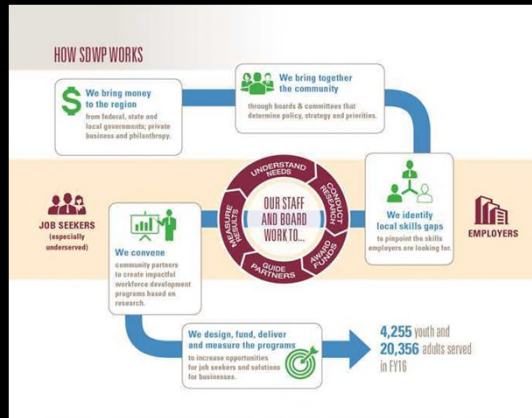 HOW SDWP WORKS
We bring money
to the region
from federal, state and
local governments; private
business and philanthropy.
We bring together
the community
through boards & committees that
determine policy, strategy and priorities.
We identify
local skills gaps
to pinpoint the skills
employers are looking for.
EMPLOYERS
UNDERSTAND
NEEDS
CONDUCT
RESEARCH
AWARD
FUNDS
GUIDE
PARTNERS
MEASURE
RESULTS
OUR STAFF
AND BOARD
WORK TO...
JOB SEEKERS
(especially
underserved)
We convene
community partners
to create impactful
workforce development
programs based on
research.
We design, fund, deliver
and measure the programs
to increase opportunities
for job seekers and solutions
for businesses.
4,255 youth and
20,356 adults served
in FY16